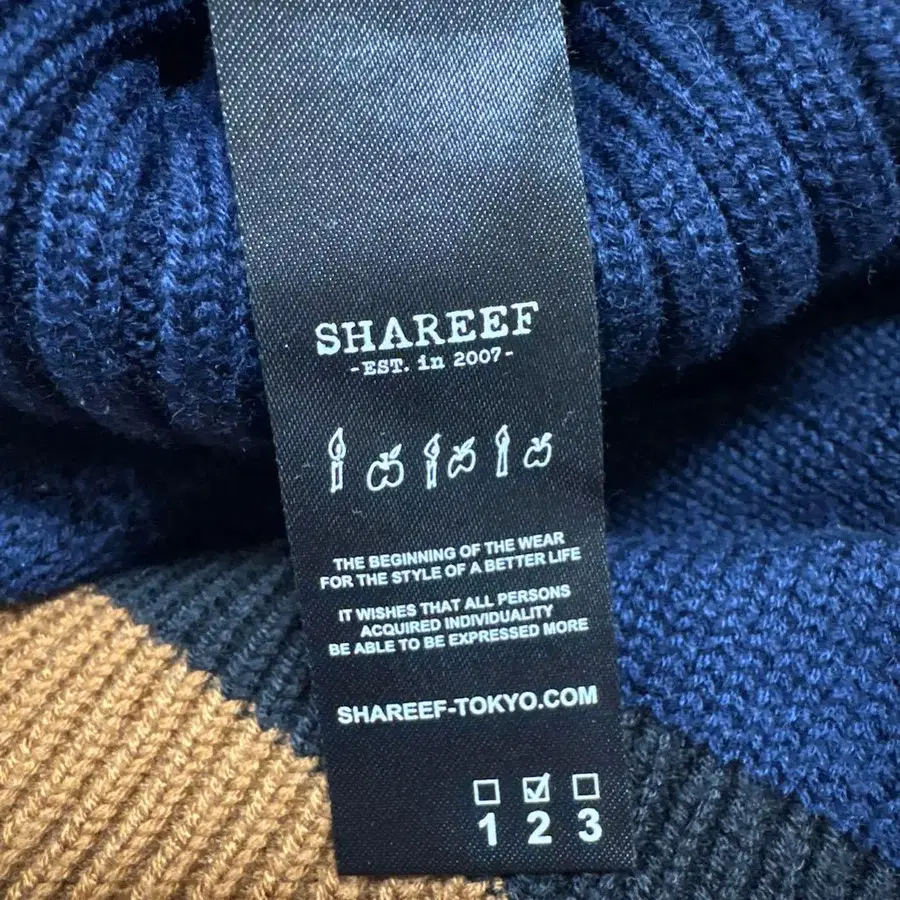 SHAREEF
-EST. in 2007-
THE BEGINNING OF THE WEAR
FOR THE STYLE OF A BETTER LIFE
IT WISHES THAT ALL PERSONS
ACQUIRED INDIVIDUALITY
BE ABLE TO BE EXPRESSED MORE
SHAREEF-TOKYO.COM
1 2 3